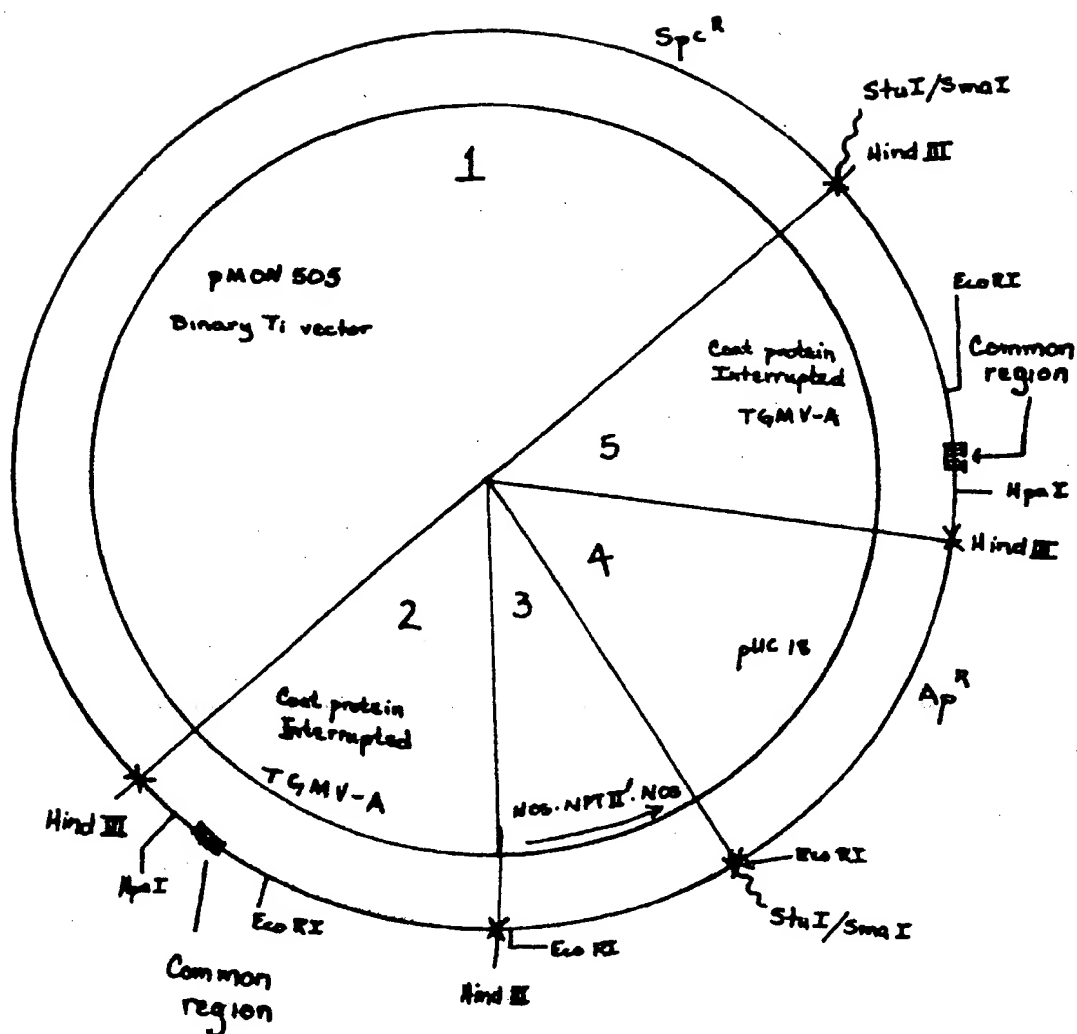 Spc R
StuI/SmaI
Hind III
1
pMON 505
Binary Ti vector
EcoRI
Common
region
Coat protein
Interrupted
TGMV-A
5
HpaI
Hind III
4
2
3
pUC 18
Ap R
Coat protein
Interrupted
TGMV-A
NOS·NPT II'·NOS
Hind III
HpaI
EcoRI
EcoRI
EcoRI
StuI/SmaI
Common
region
Hind III